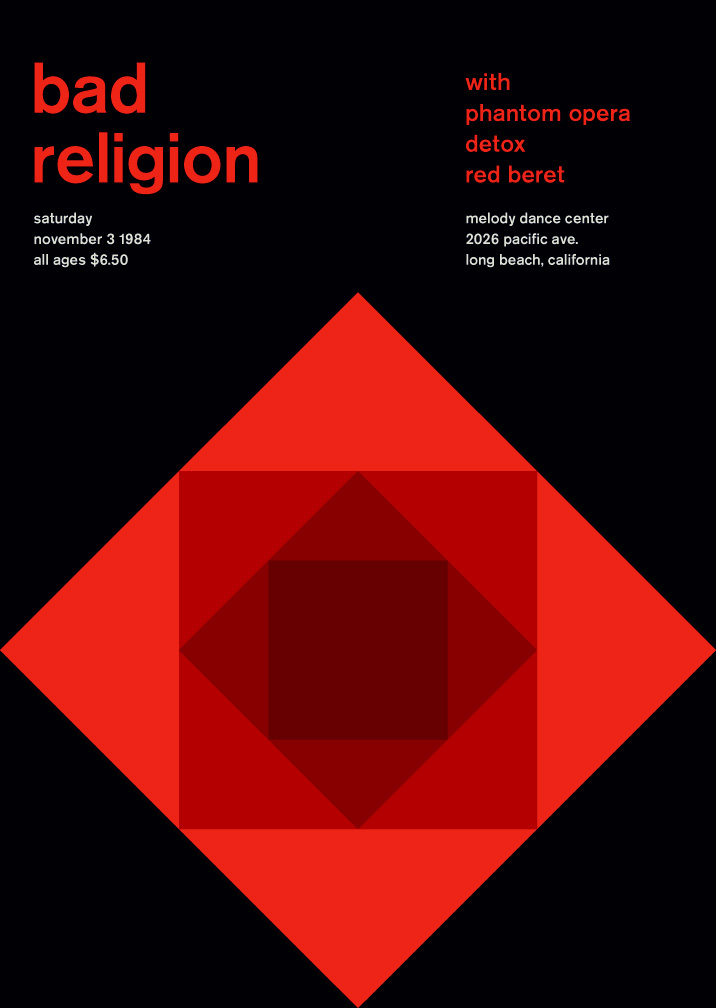 bad
religion
with
phantom opera
detox
red beret
saturday
november 3 1984
all ages $6.50
melody dance center
2026 pacific ave.
long beach, california